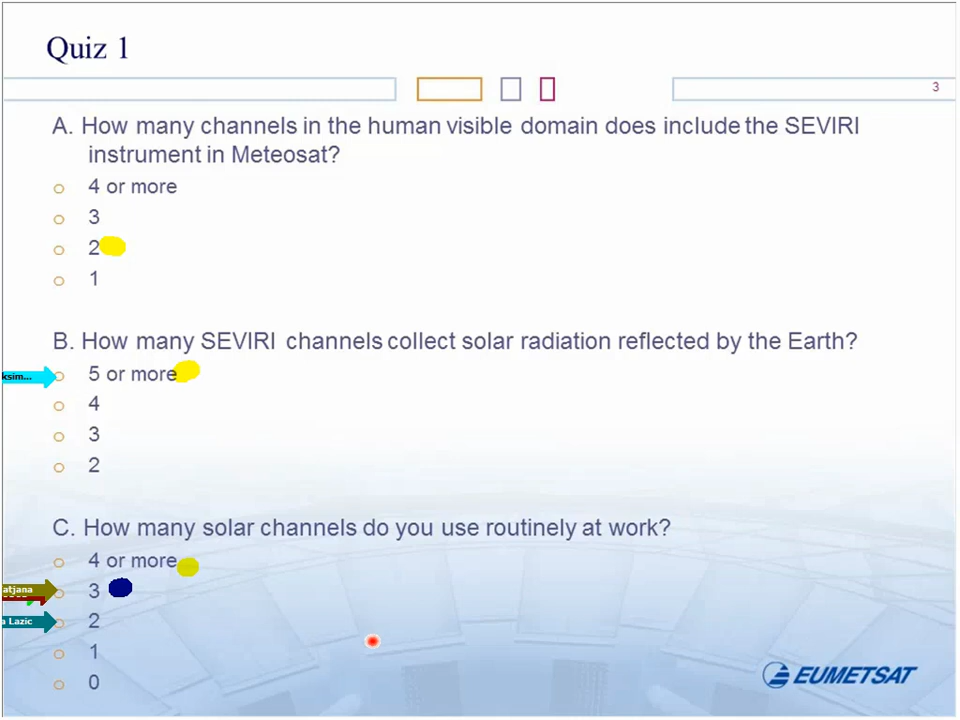 Quiz 1
3
A. How many channels in the human visible domain does include the SEVIRI
instrument in Meteosat?
o 4 or more
o 3
o 2
o 1
B. How many SEVIRI channels collect solar radiation reflected by the Earth?
ksim...
o 5 or more
o 4
o 3
o 2
C. How many solar channels do you use routinely at work?
o 4 or more
atjana
o 3
a Lazic
o 2
o 1
o 0
EUMETSAT